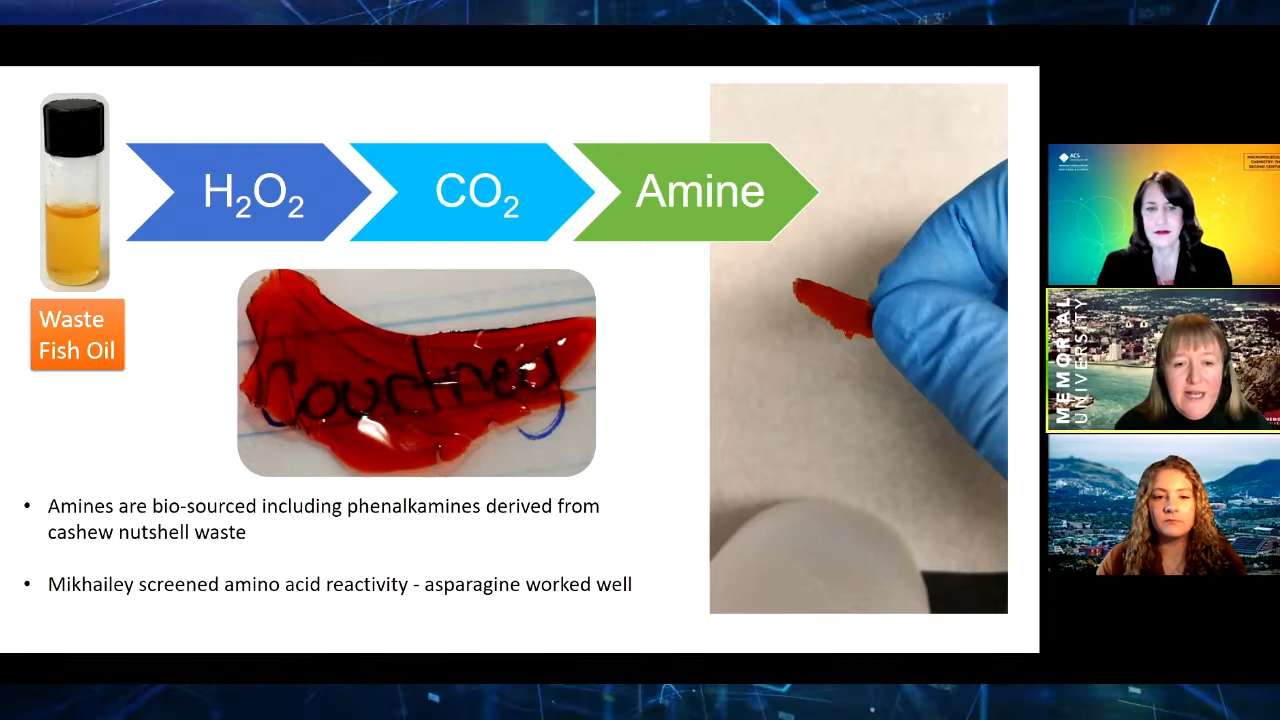 H₂O₂
CO₂
Amine
Waste
Fish Oil
Courtney
• Amines are bio-sourced including phenalkamines derived from
cashew nutshell waste
• Mikhailey screened amino acid reactivity - asparagine worked well
ACS
MEMORIAL
UNIVERSITY